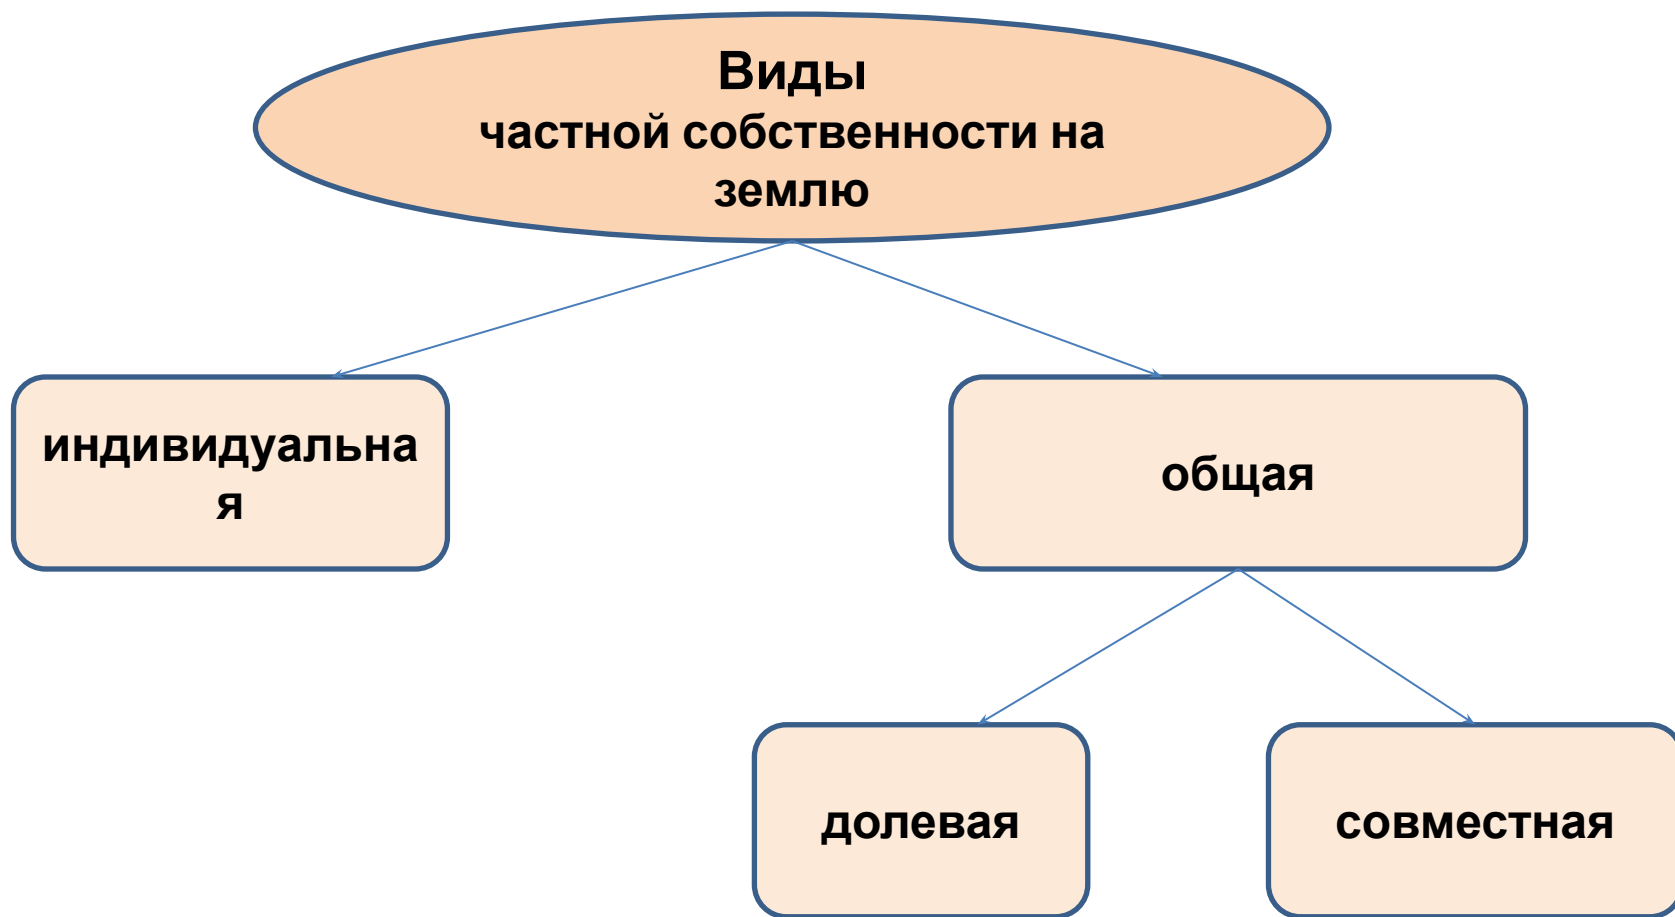 Виды
частной собственности на
землю
индивидуальна
я
общая
долевая
совместная